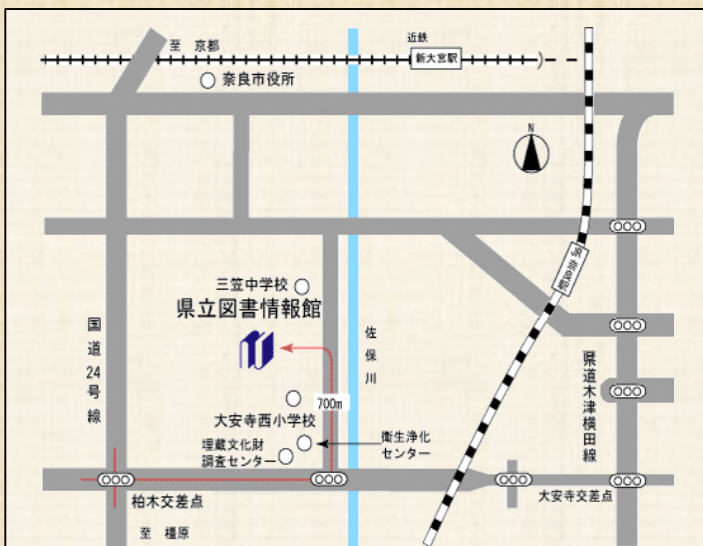 至 京都
近鉄
新大宮駅
奈良市役所
N
三笠中学校
県立図書情報館
JR奈良駅
国道24号線
佐保川
県道木津横田線
700m
大安寺西小学校
埋蔵文化財
調査センター
衛生浄化
センター
柏木交差点
大安寺交差点
至 橿原